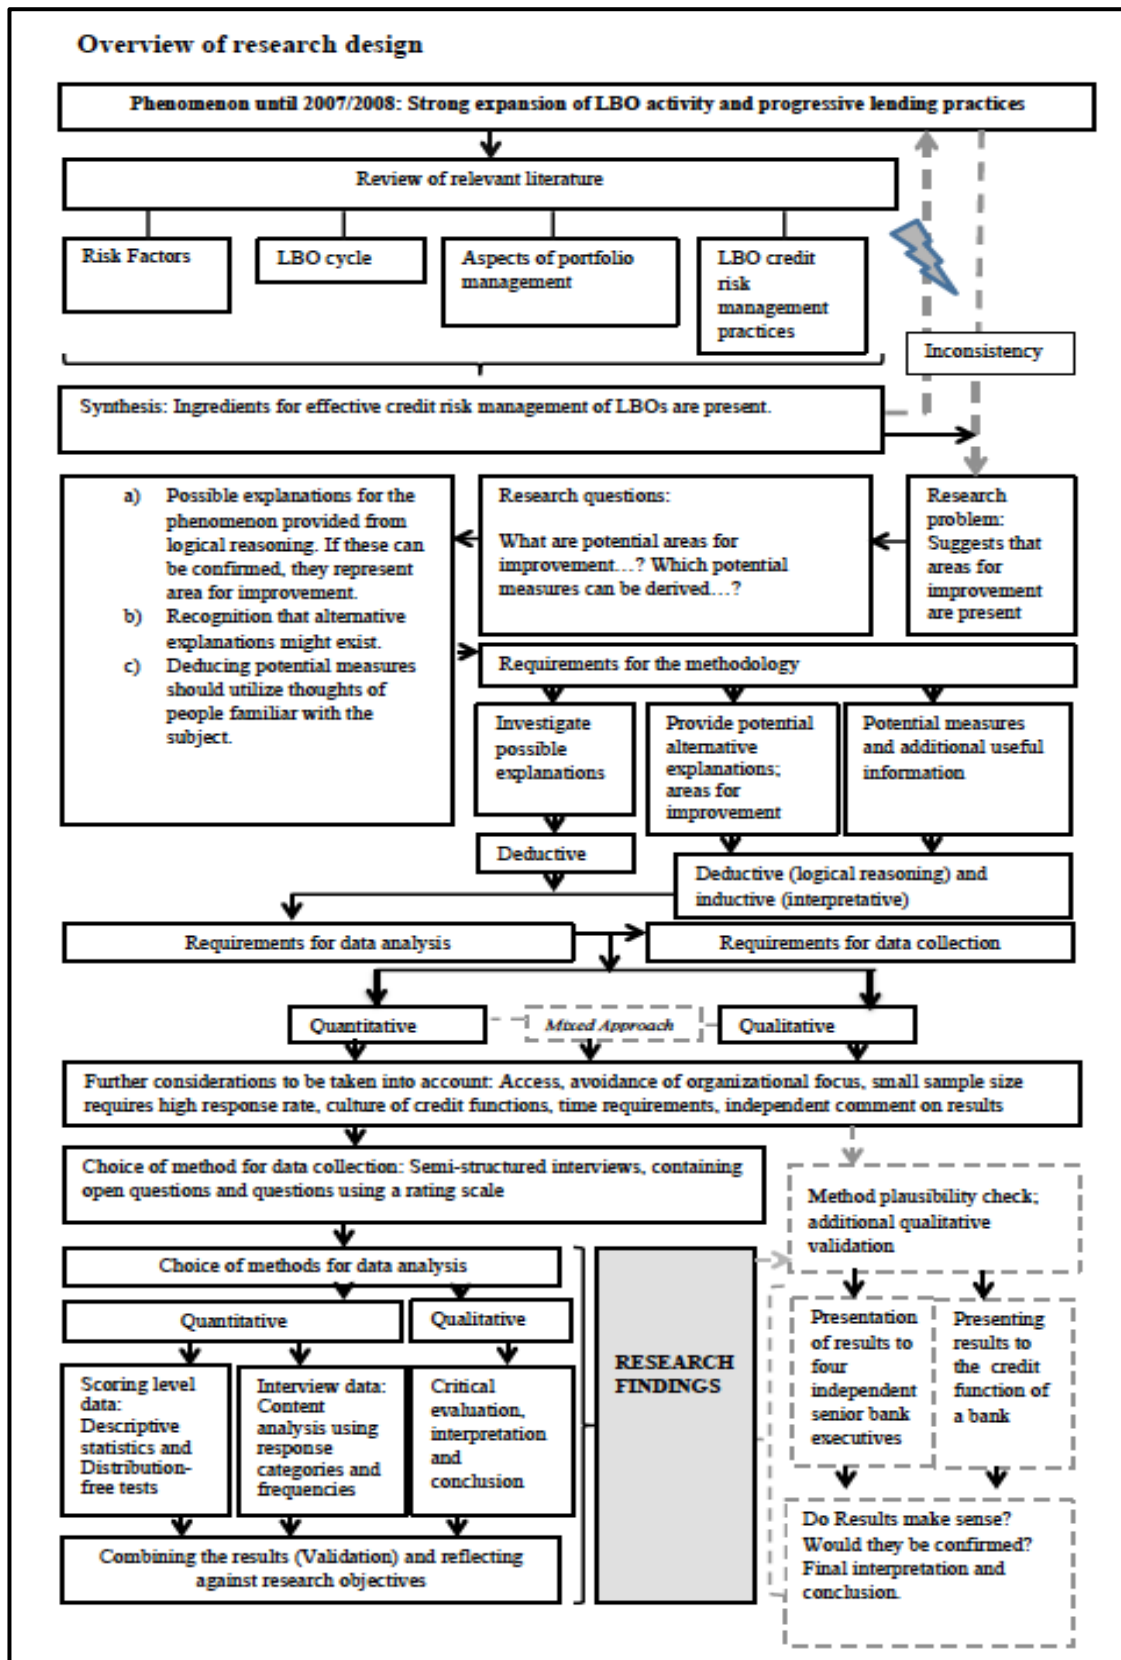 Overview of research design
Phenomenon until 2007/2008: Strong expansion of LBO activity and progressive lending practices
Review of relevant literature
Risk Factors
LBO cycle
Aspects of portfolio
management
LBO credit
risk
management
practices
Inconsistency
Synthesis: Ingredients for effective credit risk management of LBOs are present.
a) Possible explanations for the
phenomenon provided from
logical reasoning. If these can
be confirmed, they represent
area for improvement.
b) Recognition that alternative
explanations might exist.
c) Deducing potential measures
should utilize thoughts of
people familiar with the
subject.
Research questions:
What are potential areas for
improvement...? Which potential
measures can be derived...?
Research
problem:
Suggests that
areas for
improvement
are present
Requirements for the methodology
Investigate
possible
explanations
Provide potential
alternative
explanations;
areas for
improvement
Potential measures
and additional useful
information
Deductive
Deductive (logical reasoning) and
inductive (interpretative)
Requirements for data analysis
Requirements for data collection
Quantitative
Mixed Approach
Qualitative
Further considerations to be taken into account: Access, avoidance of organizational focus, small sample size
requires high response rate, culture of credit functions, time requirements, independent comment on results
Choice of method for data collection: Semi-structured interviews, containing
open questions and questions using a rating scale
Method plausibility check;
additional qualitative
validation
Choice of methods for data analysis
Quantitative
Qualitative
Scoring level
data:
Descriptive
statistics and
Distribution-
free tests
Interview data:
Content
analysis using
response
categories and
frequencies
Critical
evaluation,
interpretation
and
conclusion
RESEARCH
FINDINGS
Presentation
of results to
four
independent
senior bank
executives
Presenting
results to
the credit
function of
a bank
Combining the results (Validation) and reflecting
against research objectives
Do Results make sense?
Would they be confirmed?
Final interpretation and
conclusion.